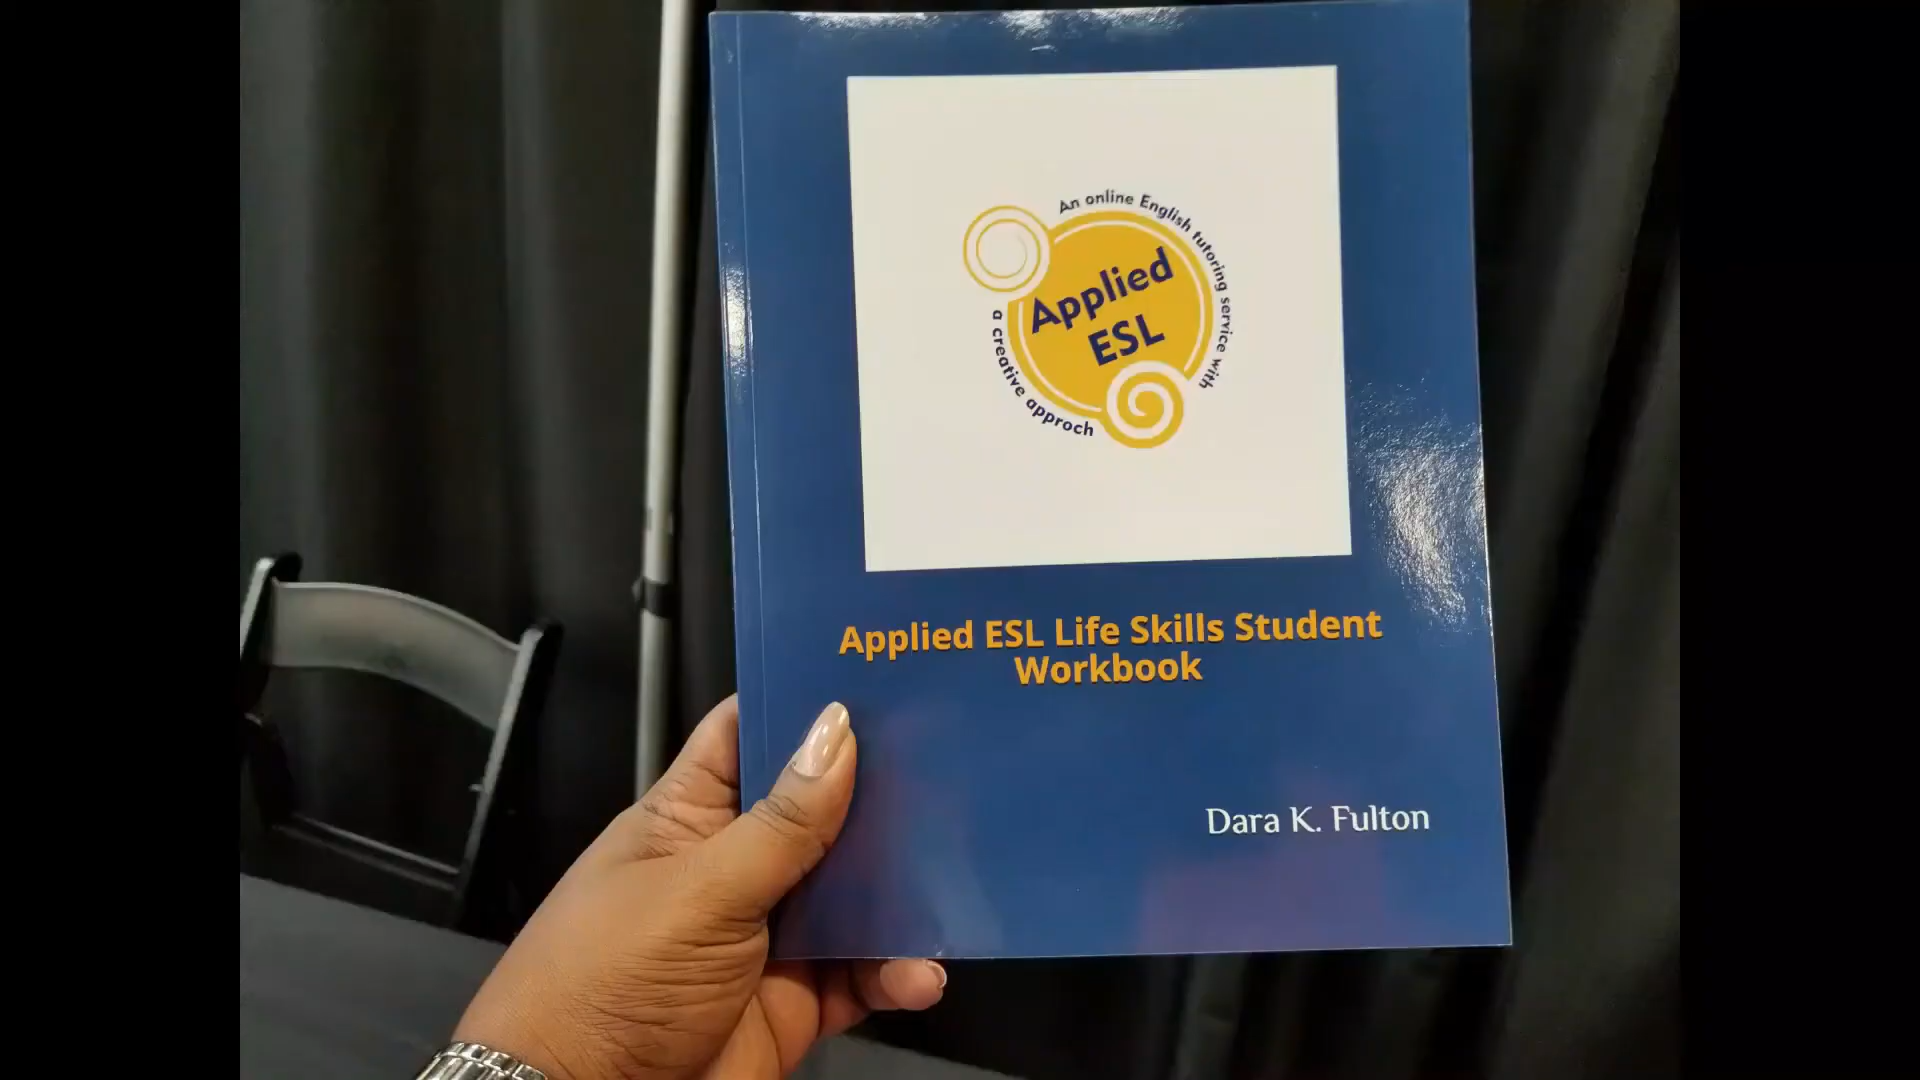 An online English tutoring service with
a creative approch
Applied
ESL
Applied ESL Life Skills Student
Workbook
Dara K. Fulton